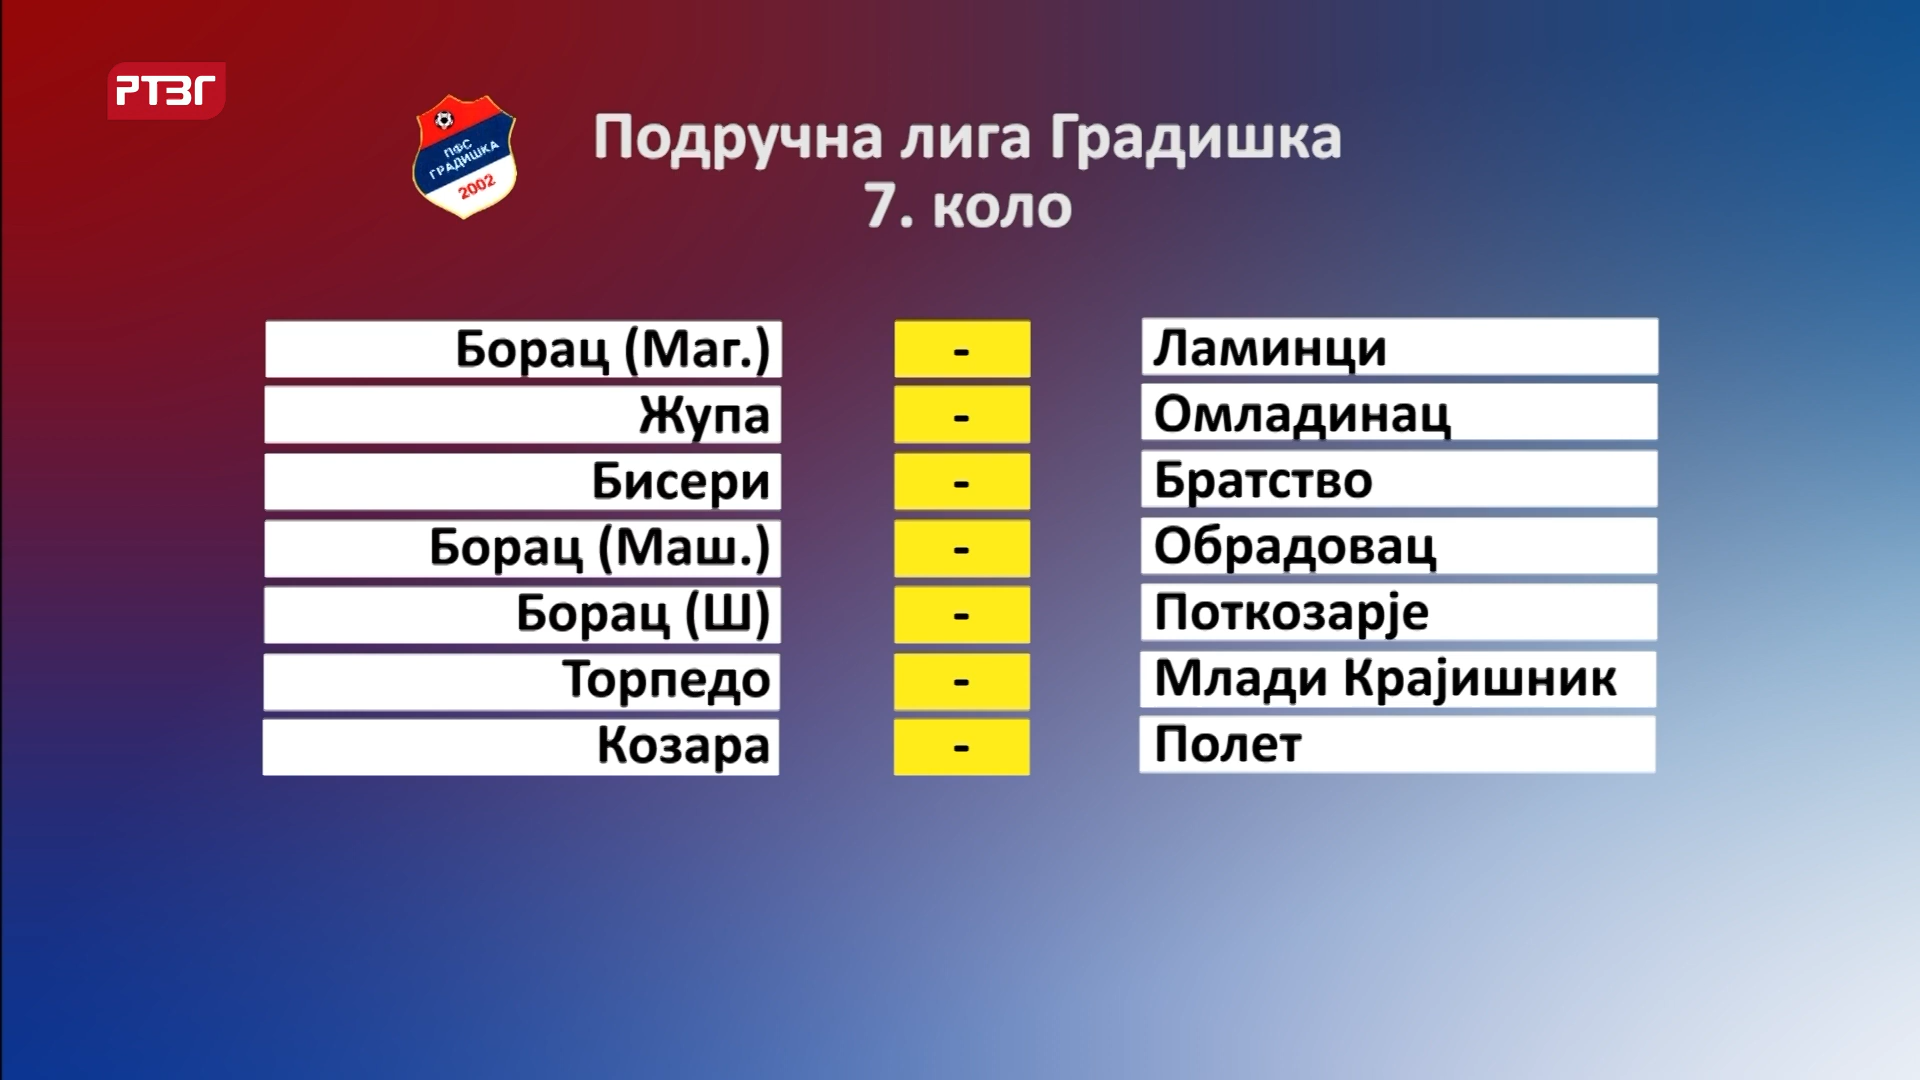 РТВГ
ПФС
ГРАДИШКА
2002
Подручна лига Градишка
7. коло
Борац (Маг.) - Ламинци
Жупа - Омладинац
Бисери - Братство
Борац (Маш.) - Обрадовац
Борац (Ш) - Поткозарје
Торпедо - Млади Крајишник
Козара - Полет